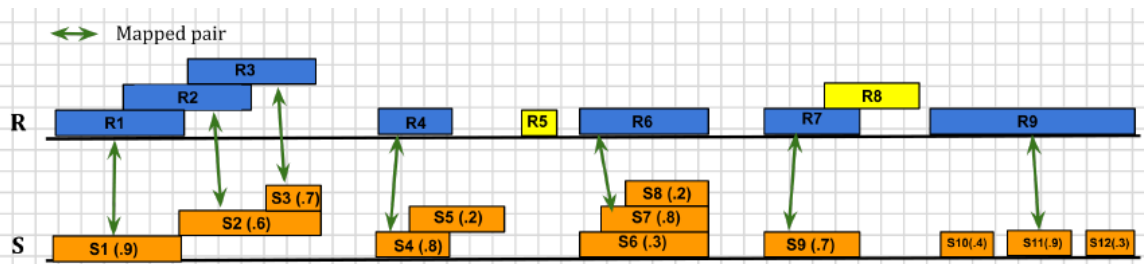 Mapped pair
R3
R2
R8
R R1 R4 R5 R6 R7 R9
S8 (.2)
S3 (.7)
S2 (.6) S5 (.2) S7 (.8)
S S1 (.9) S4 (.8) S6 (.3) S9 (.7) S10(.4) S11(.9) S12(.3)